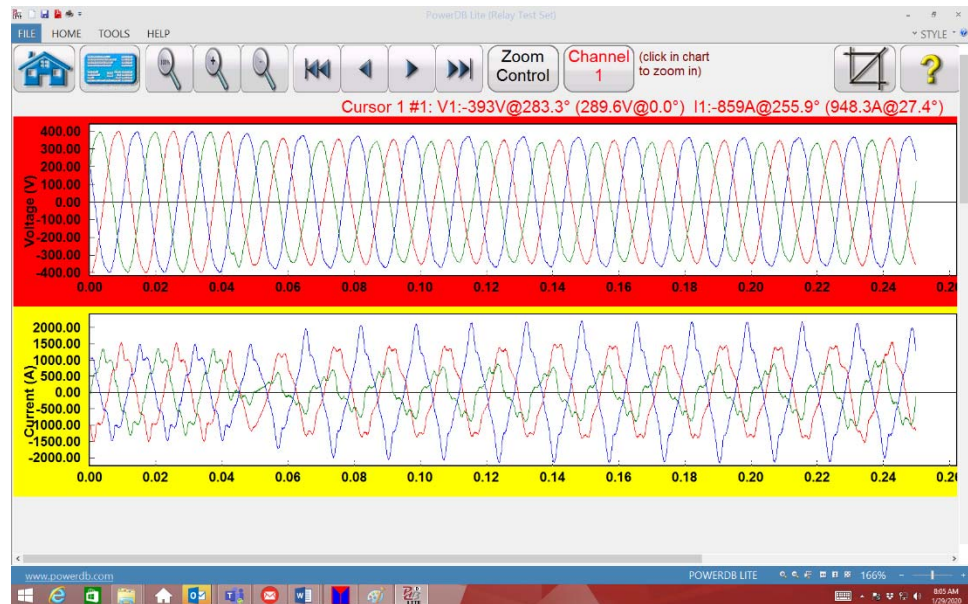 PowerDB Lite (Relay Test Set)
FILE HOME TOOLS HELP STYLE
100%
Zoom Control
Channel 1
(click in chart to zoom in)
Cursor 1 #1: V1:-393V@283.3° (289.6V@0.0°) I1:-859A@255.9° (948.3A@27.4°)
Voltage (V)
400.00
300.00
200.00
100.00
0.00
-100.00
-200.00
-300.00
-400.00
0.00 0.02 0.04 0.06 0.08 0.10 0.12 0.14 0.16 0.18 0.20 0.22 0.24 0.26
Current (A)
2000.00
1500.00
1000.00
500.00
0.00
-500.00
-1000.00
-1500.00
-2000.00
0.00 0.02 0.04 0.06 0.08 0.10 0.12 0.14 0.16 0.18 0.20 0.22 0.24 0.26
www.powerdb.com POWERDB LITE 166%
8:05 AM
1/29/2020